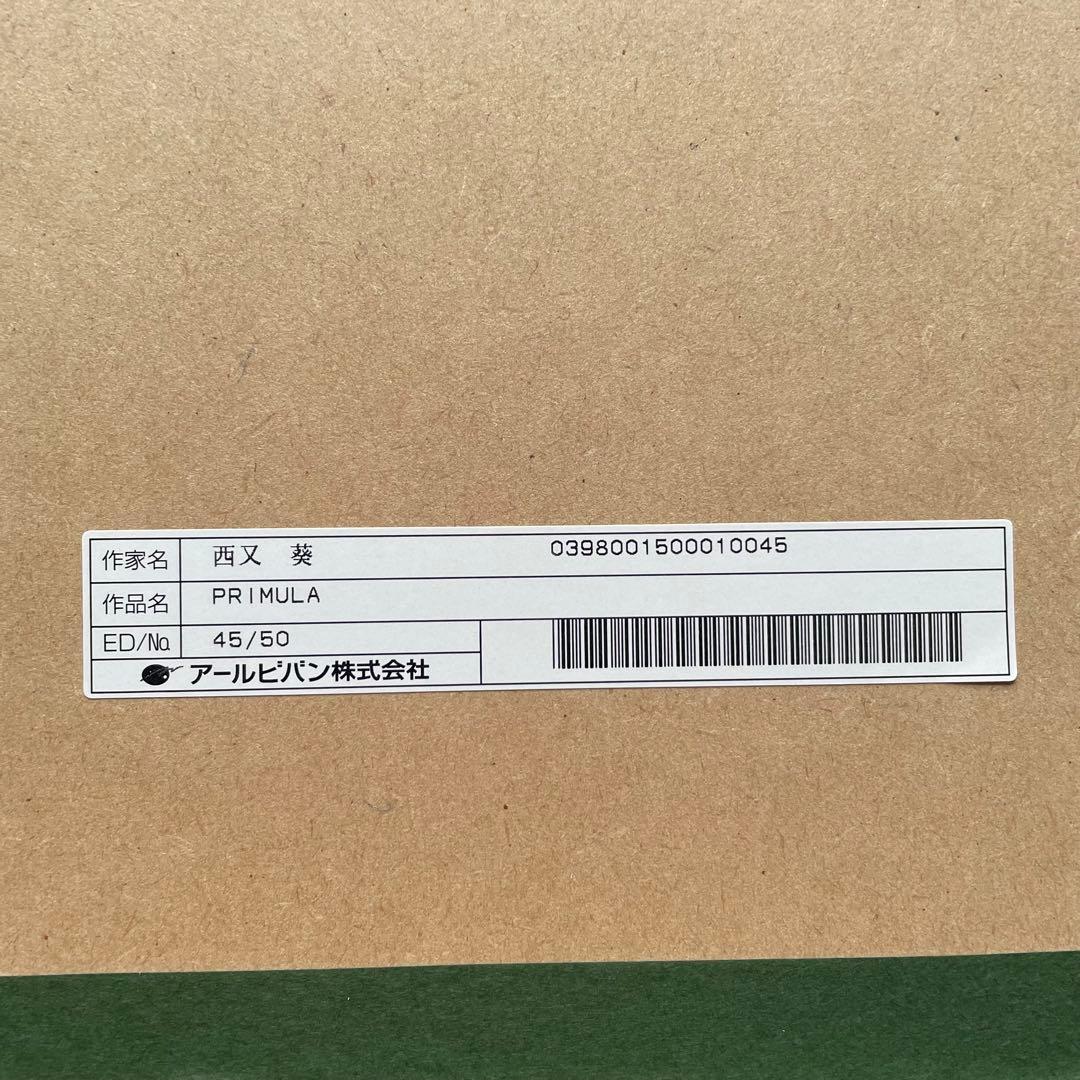 作家名 西又 葵 0398001500010045
作品名 PRIMULA
ED/№ 45/50
アールビバン株式会社